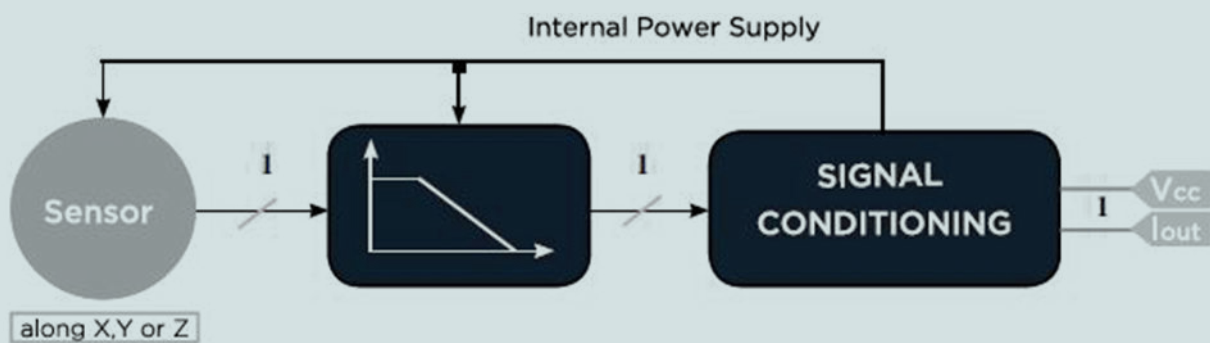 Internal Power Supply
1
1
SIGNAL
CONDITIONING
Vcc
1
Iout
Sensor
along X,Y or Z